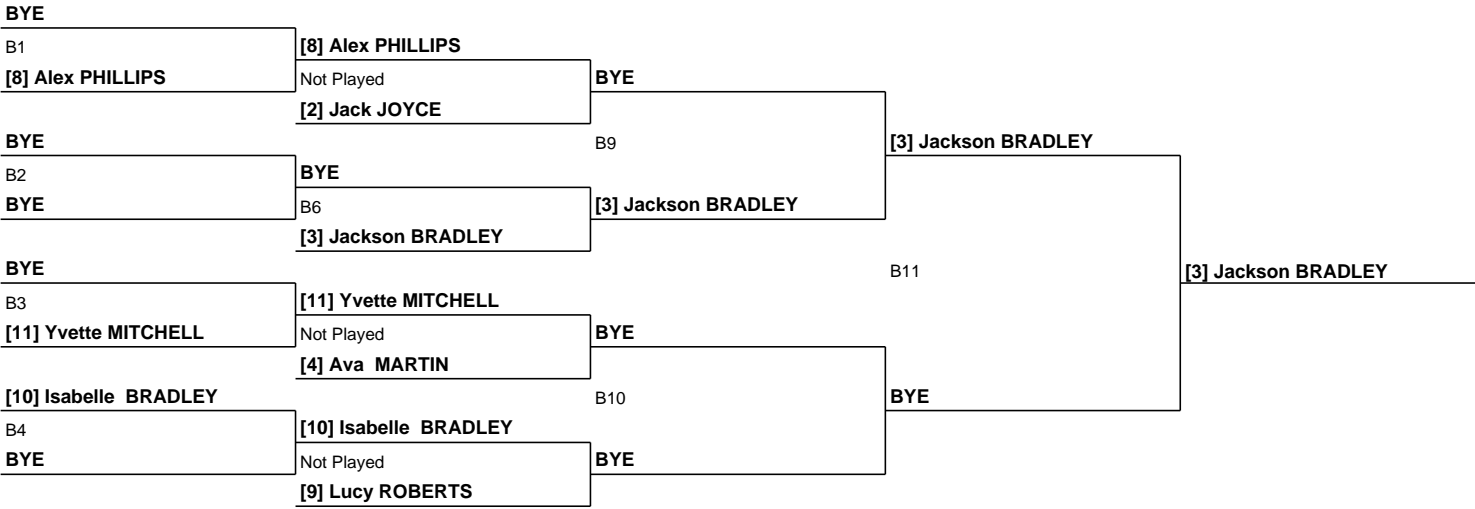 BYE
B1
[8] Alex PHILLIPS
[8] Alex PHILLIPS
Not Played
[2] Jack JOYCE
BYE
BYE
B2
BYE
BYE
B6
[3] Jackson BRADLEY
B9
[3] Jackson BRADLEY
[3] Jackson BRADLEY
BYE
B3
[11] Yvette MITCHELL
[11] Yvette MITCHELL
Not Played
[4] Ava  MARTIN
BYE
[10] Isabelle  BRADLEY
B4
BYE
[10] Isabelle  BRADLEY
Not Played
[9] Lucy ROBERTS
B10
BYE
BYE
B11
[3] Jackson BRADLEY